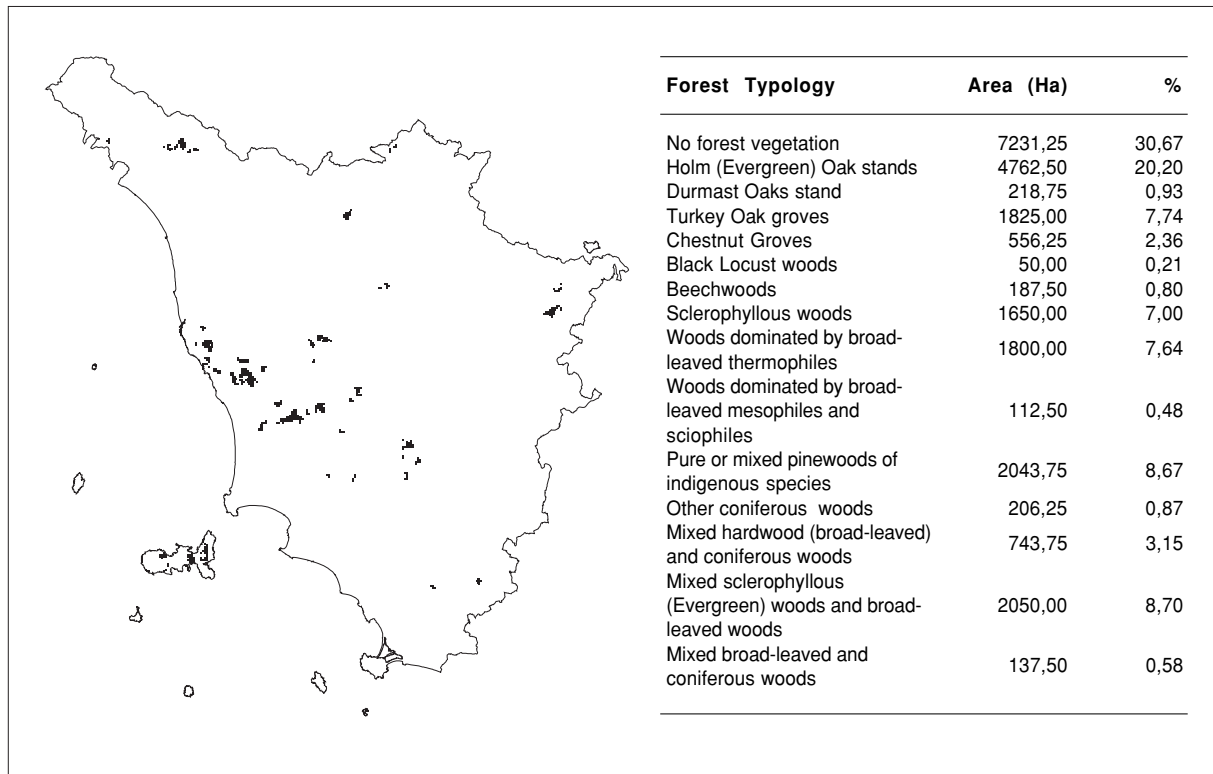 Forest Typology Area (Ha) %
No forest vegetation 7231,25 30,67
Holm (Evergreen) Oak stands 4762,50 20,20
Durmast Oaks stand 218,75 0,93
Turkey Oak groves 1825,00 7,74
Chestnut Groves 556,25 2,36
Black Locust woods 50,00 0,21
Beechwoods 187,50 0,80
Sclerophyllous woods 1650,00 7,00
Woods dominated by broad-
leaved thermophiles 1800,00 7,64
Woods dominated by broad-
leaved mesophiles and 112,50 0,48
sciophiles
Pure or mixed pinewoods of
indigenous species 2043,75 8,67
Other coniferous woods 206,25 0,87
Mixed hardwood (broad-leaved)
and coniferous woods 743,75 3,15
Mixed sclerophyllous
(Evergreen) woods and broad- 2050,00 8,70
leaved woods
Mixed broad-leaved and
coniferous woods 137,50 0,58